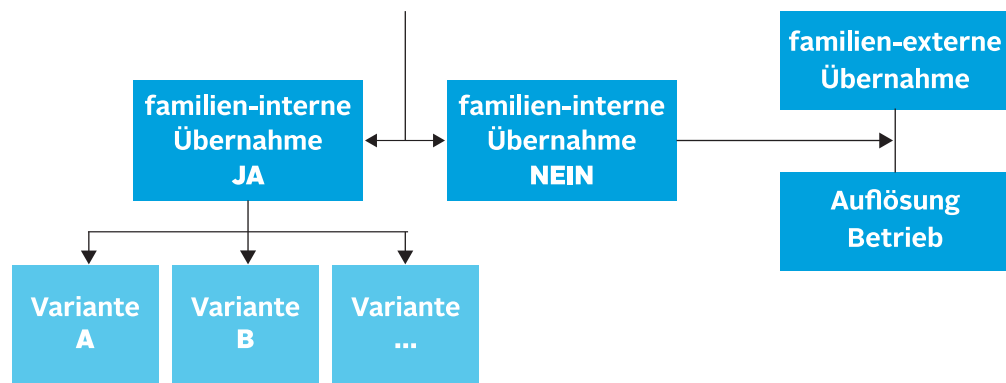 familien-externe
Übernahme
familien-interne
Übernahme
JA
familien-interne
Übernahme
NEIN
Auflösung
Betrieb
Variante
A
Variante
B
Variante
...